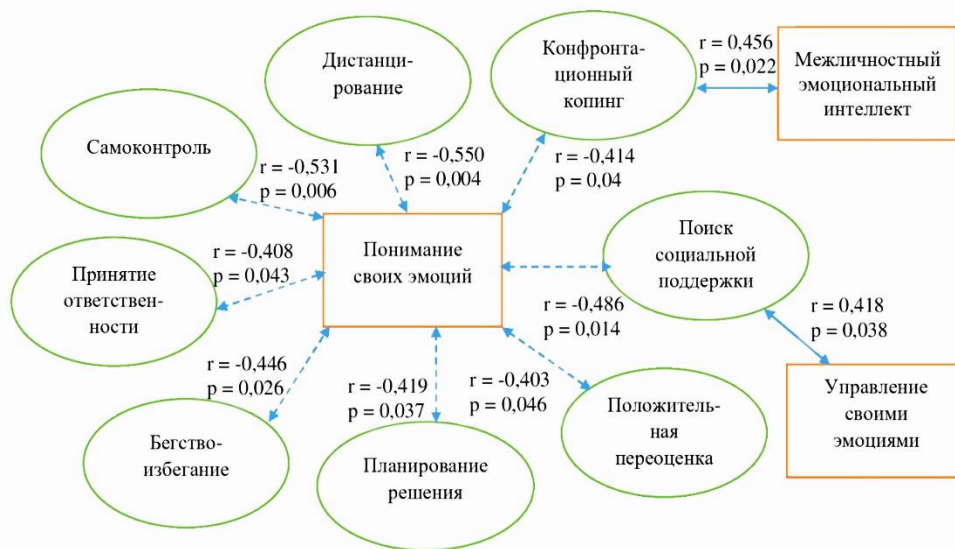 Дистанци-
рование
Конфронта-
ционный
копинг
r = 0,456
p = 0,022
Межличностный
эмоциональный
интеллект
Самоконтроль
r = -0,531
p = 0,006
r = -0,550
p = 0,004
r = -0,414
p = 0,04
Принятие
ответствен-
ности
r = -0,408
p = 0,043
Понимание
своих эмоций
Поиск
социальной
поддержки
r = -0,486
p = 0,014
r = 0,418
p = 0,038
Бегство-
избегание
r = -0,446
p = 0,026
r = -0,419
p = 0,037
Планирование
решения
r = -0,403
p = 0,046
Положитель-
ная
переоценка
Управление
своими
эмоциями